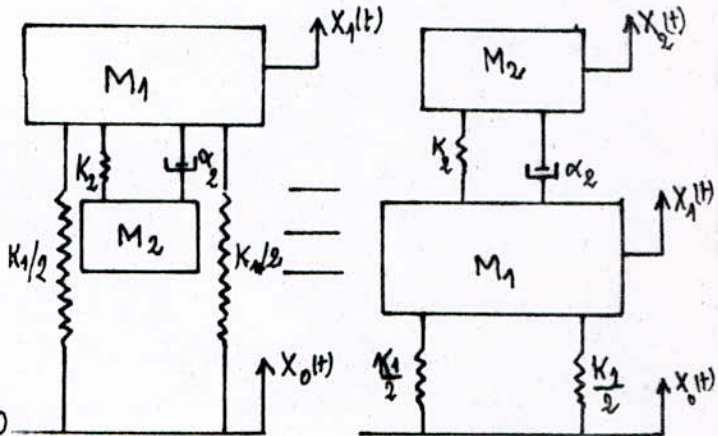 X₁(t)
M₁
K₂
α₂
M₂
K₁/2
K₁/2
X₀(t)
X₂(t)
M₂
K₂
α₂
X₁(t)
M₁
K₁/2
K₁/2
X₀(t)